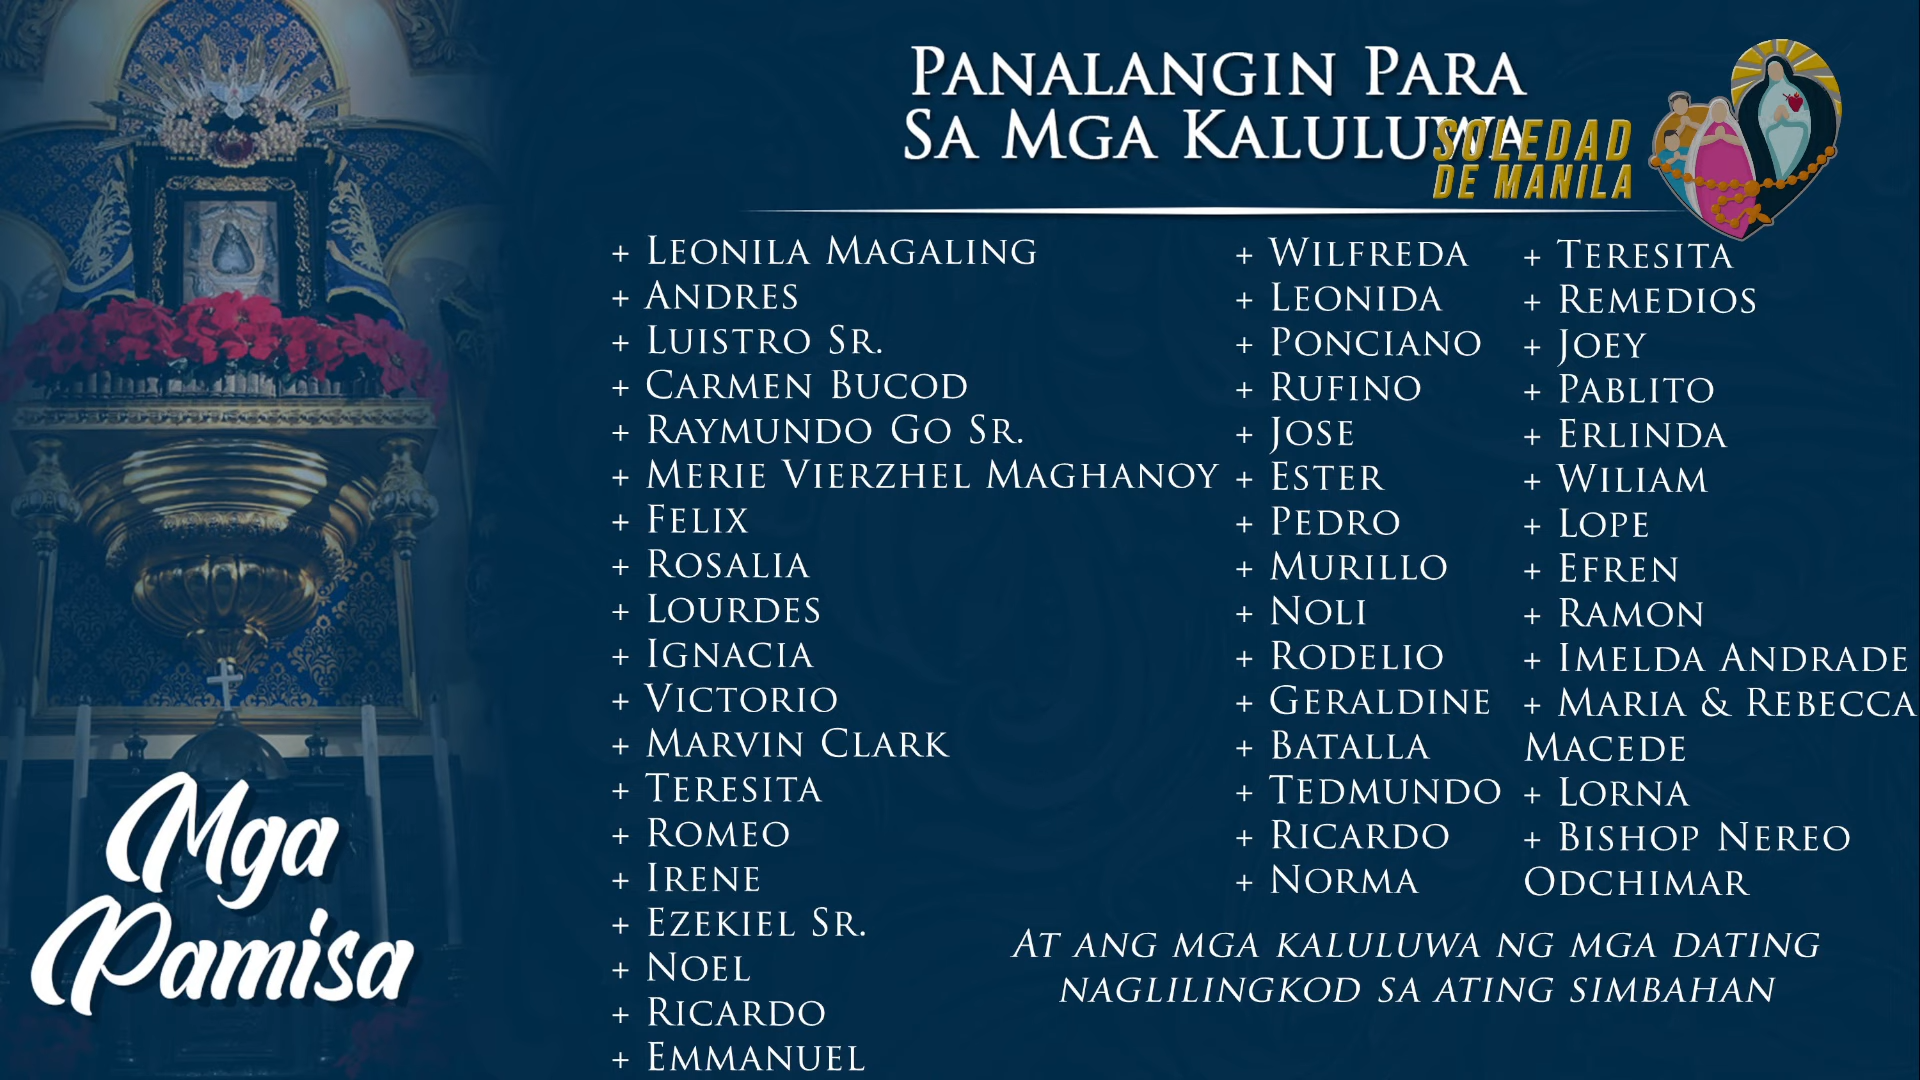 PANALANGIN PARA
SA MGA KALULUWA
SOLEDAD
DE MANILA
+ LEONILA MAGALING
+ ANDRES
+ LUISTRO SR.
+ CARMEN BUCOD
+ RAYMUNDO GO SR.
+ MERIE VIERZHEL MAGHANOY
+ FELIX
+ ROSALIA
+ LOURDES
+ IGNACIA
+ VICTORIO
+ MARVIN CLARK
+ TERESITA
+ ROMEO
+ IRENE
+ EZEKIEL SR.
+ NOEL
+ RICARDO
+ EMMANUEL
+ WILFREDA
+ LEONIDA
+ PONCIANO
+ RUFINO
+ JOSE
+ ESTER
+ PEDRO
+ MURILLO
+ NOLI
+ RODELIO
+ GERALDINE
+ BATALLA
+ TEDMUNDO
+ RICARDO
+ NORMA
+ TERESITA
+ REMEDIOS
+ JOEY
+ PABLITO
+ ERLINDA
+ WILIAM
+ LOPE
+ EFREN
+ RAMON
+ IMELDA ANDRADE
+ MARIA & REBECCA
MACEDE
+ LORNA
+ BISHOP NEREO
ODCHIMAR
AT ANG MGA KALULUWA NG MGA DATING
NAGLILINGKOD SA ATING SIMBAHAN
Mga
Pamisa